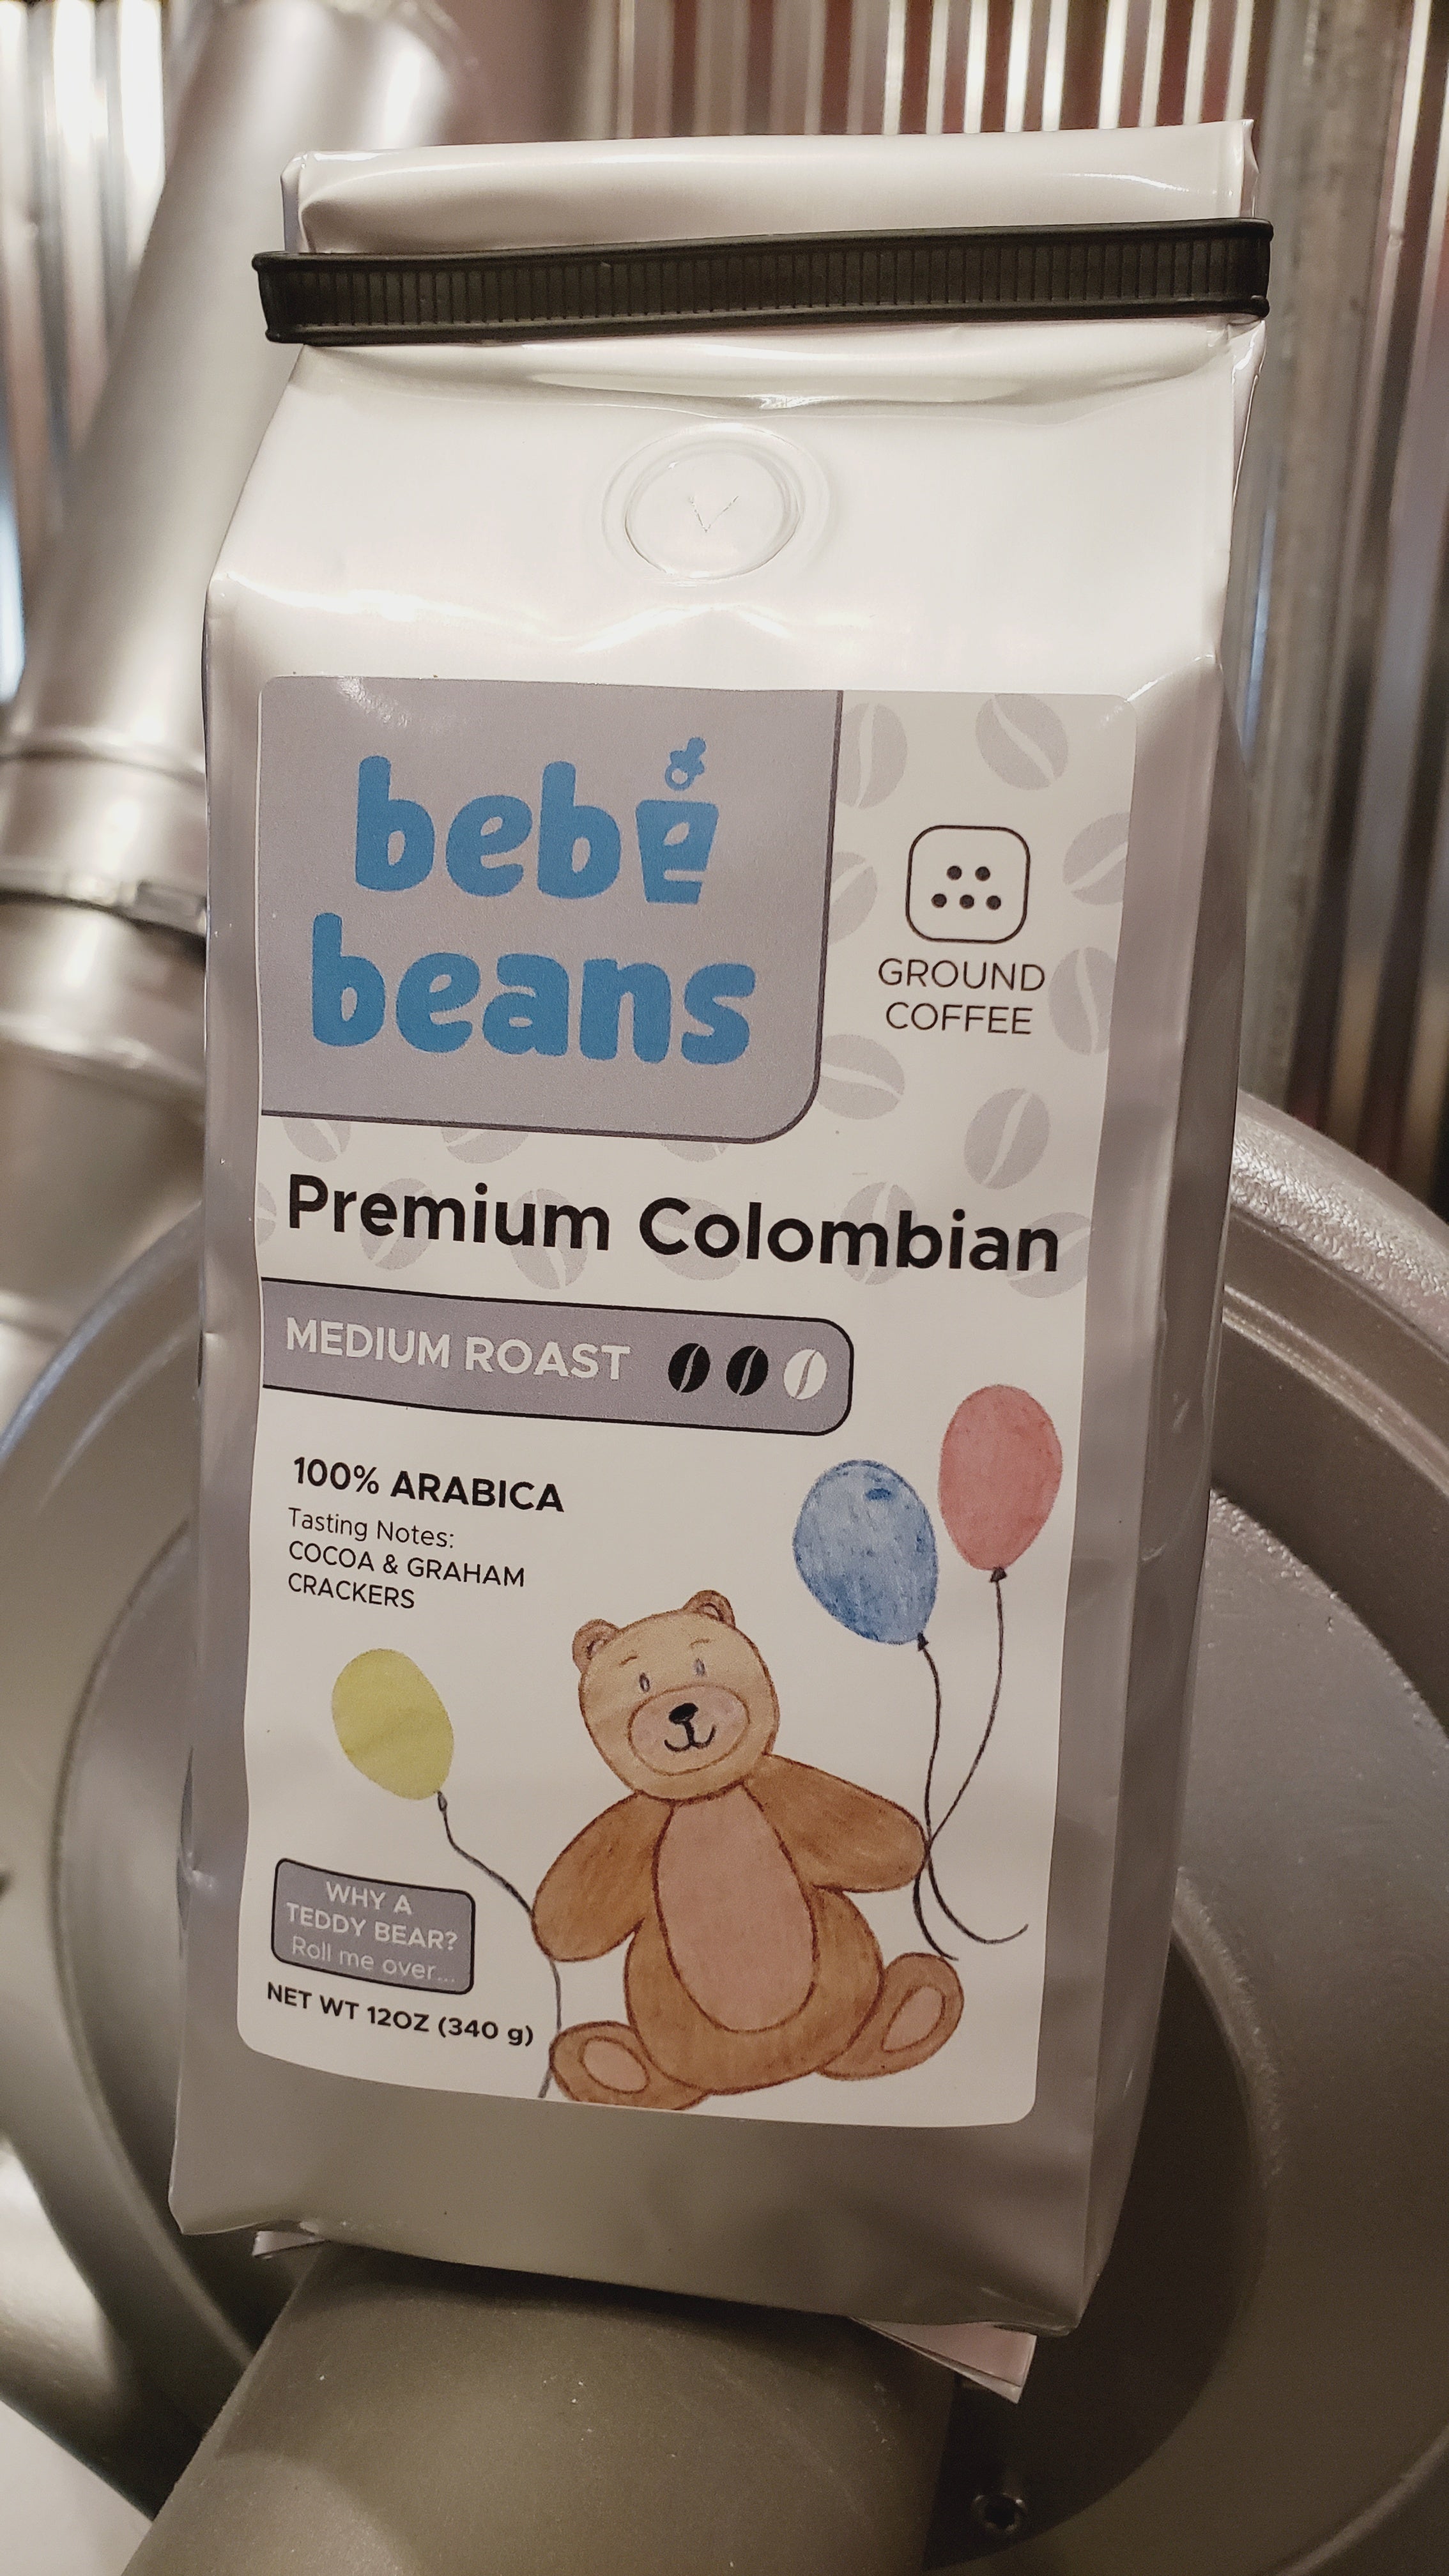 bebé
beans
GROUND
COFFEE
Premium Colombian
MEDIUM ROAST
100% ARABICA
Tasting Notes:
COCOA & GRAHAM
CRACKERS
WHY A
TEDDY BEAR?
Roll me over...
NET WT 12OZ (340 g)